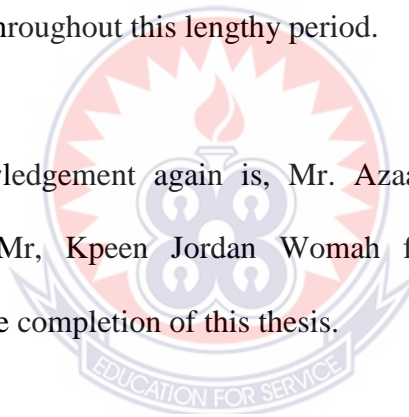 hroughout this lengthy period.
ledgement again is, Mr. Azaa
Mr, Kpeen Jordan Womah f
e completion of this thesis.
EDUCATION FOR SERVICE